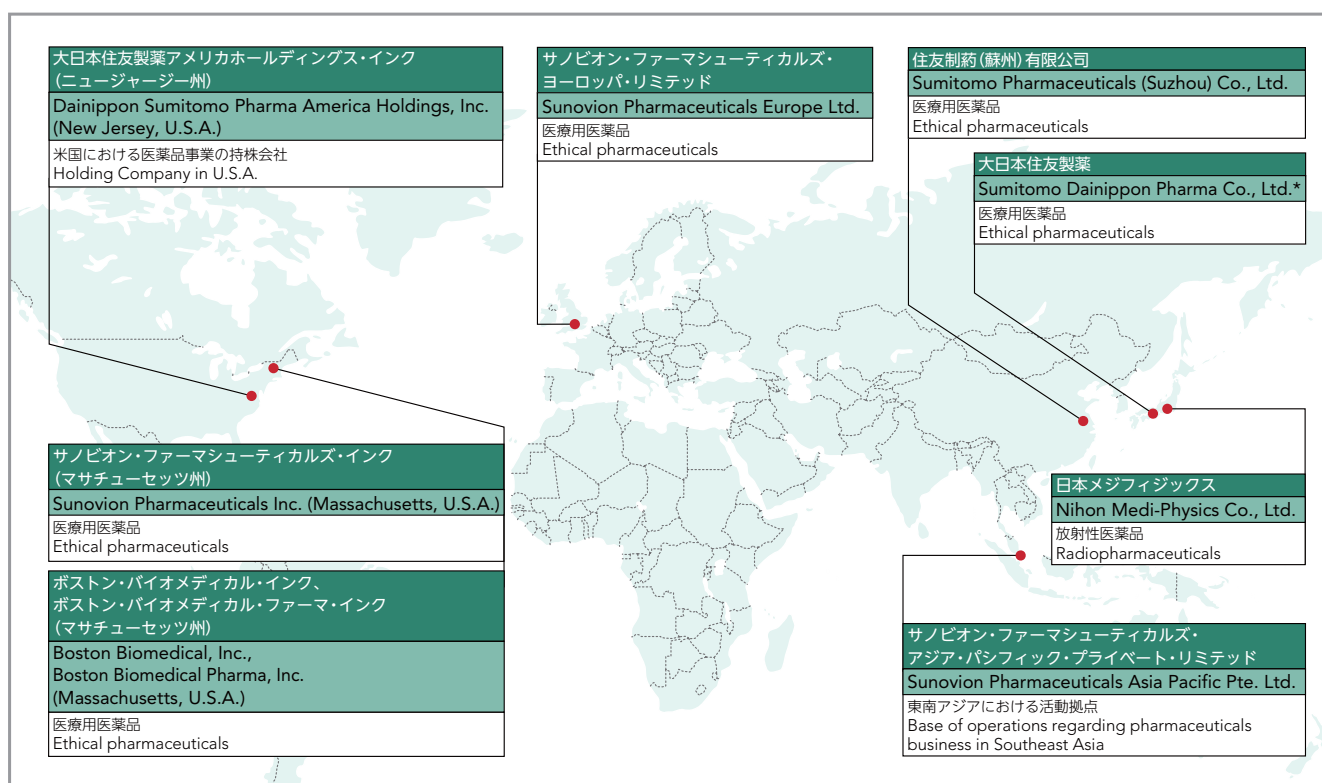 大日本住友製薬アメリカホールディングス・インク
(ニュージャージー州)
Dainippon Sumitomo Pharma America Holdings, Inc.
(New Jersey, U.S.A.)
米国における医薬品事業の持株会社
Holding Company in U.S.A.
サノビオン・ファーマシューティカルズ・
ヨーロッパ・リミテッド
Sunovion Pharmaceuticals Europe Ltd.
医療用医薬品
Ethical pharmaceuticals
住友制葯(蘇州)有限公司
Sumitomo Pharmaceuticals (Suzhou) Co., Ltd.
医療用医薬品
Ethical pharmaceuticals
大日本住友製薬
Sumitomo Dainippon Pharma Co., Ltd.*
医療用医薬品
Ethical pharmaceuticals
サノビオン・ファーマシューティカルズ・インク
(マサチューセッツ州)
Sunovion Pharmaceuticals Inc. (Massachusetts, U.S.A.)
医療用医薬品
Ethical pharmaceuticals
日本メジフィジックス
Nihon Medi-Physics Co., Ltd.
放射性医薬品
Radiopharmaceuticals
ボストン・バイオメディカル・インク、
ボストン・バイオメディカル・ファーマ・インク
(マサチューセッツ州)
Boston Biomedical, Inc.,
Boston Biomedical Pharma, Inc.
(Massachusetts, U.S.A.)
医療用医薬品
Ethical pharmaceuticals
サノビオン・ファーマシューティカルズ・
アジア・パシフィック・プライベート・リミテッド
Sunovion Pharmaceuticals Asia Pacific Pte. Ltd.
東南アジアにおける活動拠点
Base of operations regarding pharmaceuticals
business in Southeast Asia